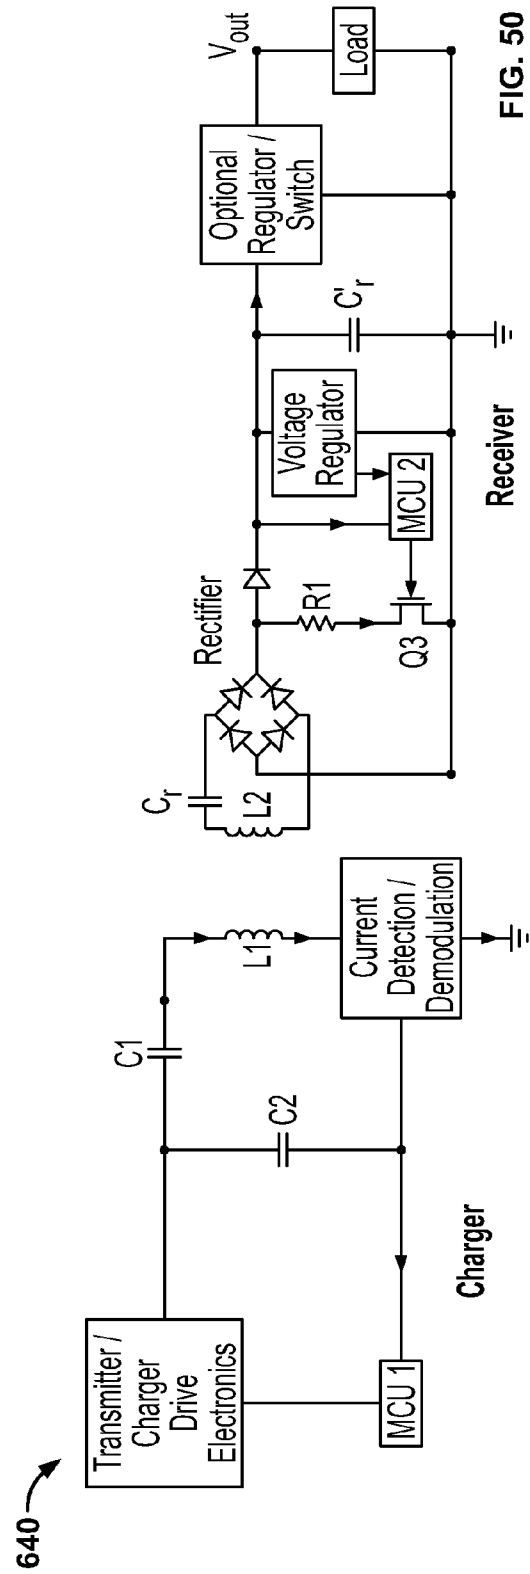 640
Transmitter /
Charger
Drive
Electronics
MCU 1
C1
C2
L1
Current
Detection /
Demodulation
Charger
Cr
L2
Rectifier
R1
Q3
MCU 2
Voltage
Regulator
C'r
Optional
Regulator /
Switch
Vout
Load
Receiver
FIG. 50